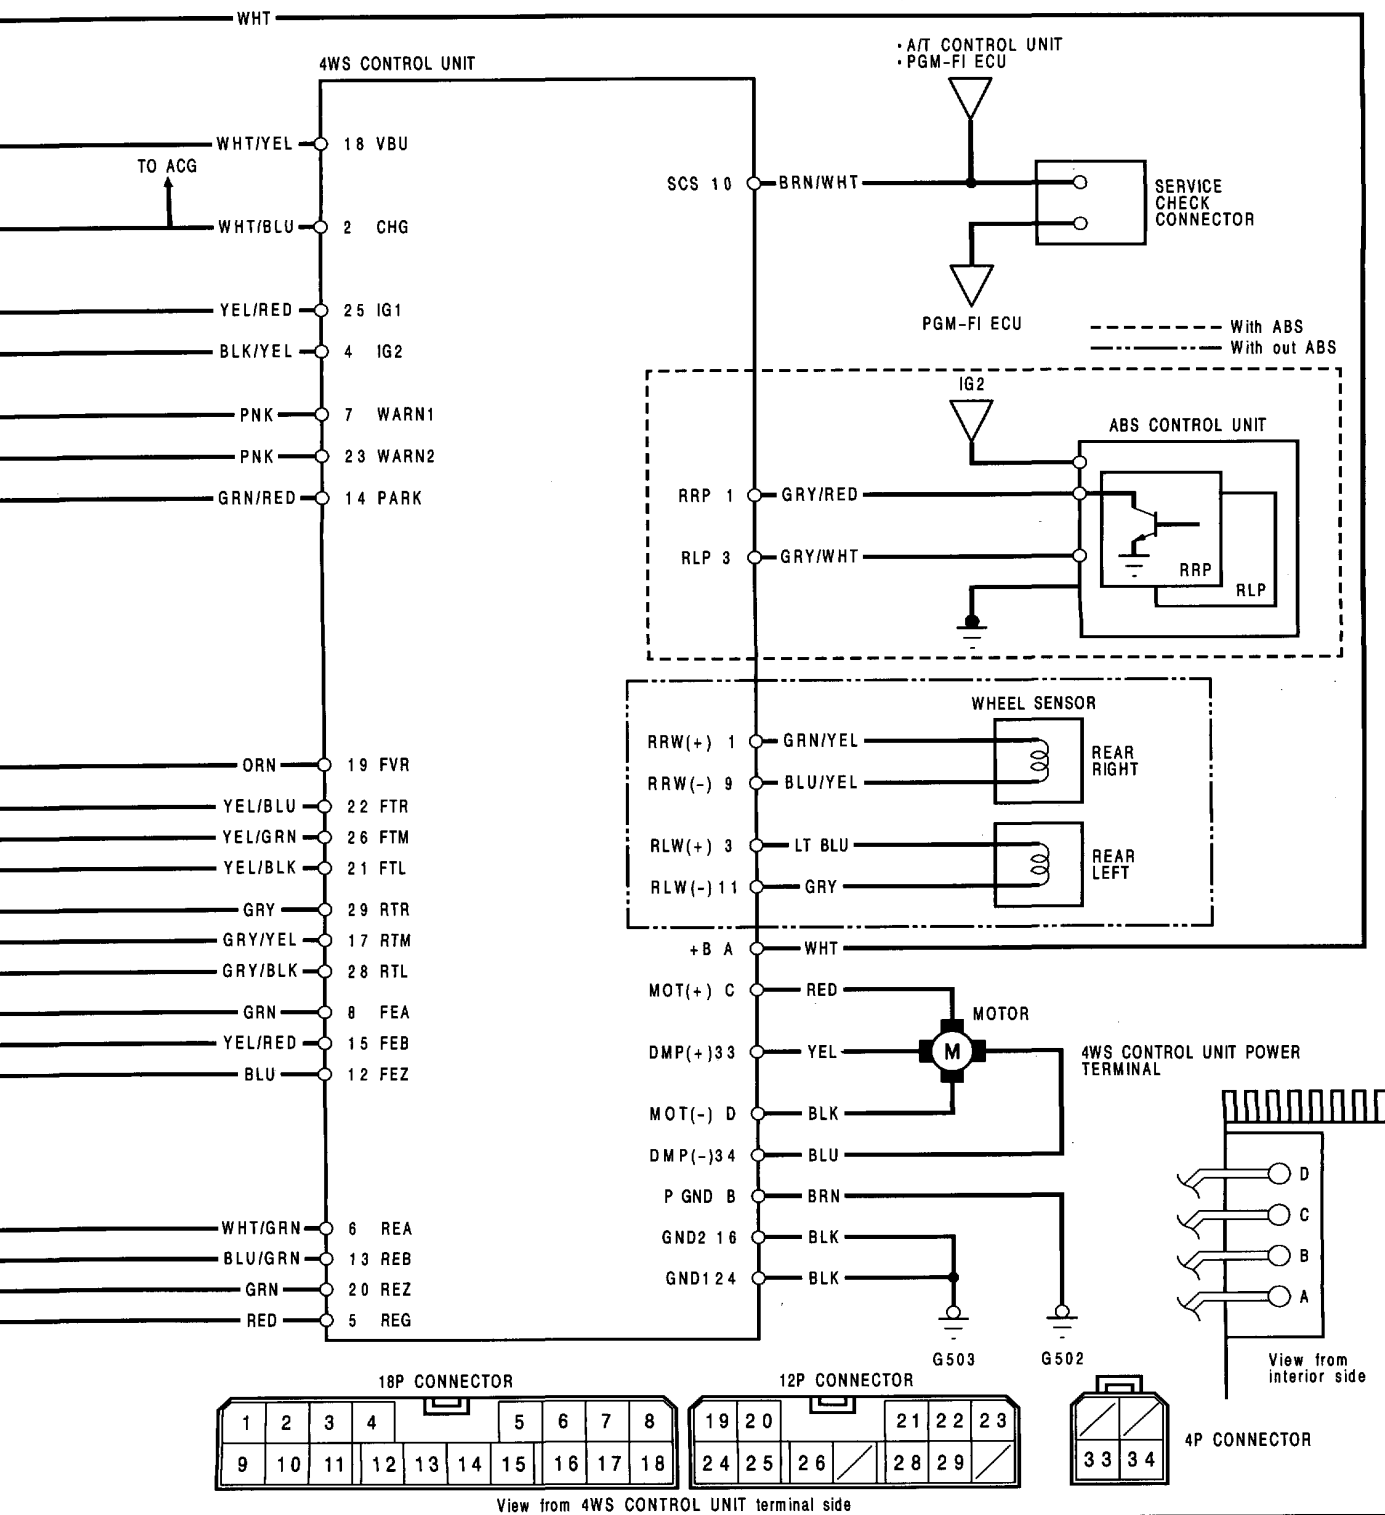 WHT
4WS CONTROL UNIT
• A/T CONTROL UNIT
• PGM-FI ECU
WHT/YEL 18 VBU
TO ACG
SCS 10 BRN/WHT
SERVICE
CHECK
CONNECTOR
WHT/BLU 2 CHG
YEL/RED 25 IG1
PGM-FI ECU
With ABS
BLK/YEL 4 IG2
With out ABS
IG2
PNK 7 WARN1
ABS CONTROL UNIT
PNK 23 WARN2
GRN/RED 14 PARK
RRP 1 GRY/RED
RLP 3 GRY/WHT
RRP
RLP
WHEEL SENSOR
RRW(+) 1 GRN/YEL
REAR
RIGHT
ORN 19 FVR
RRW(-) 9 BLU/YEL
YEL/BLU 22 FTR
YEL/GRN 26 FTM
RLW(+) 3 LT BLU
REAR
LEFT
YEL/BLK 21 FTL
RLW(-) 11 GRY
GRY 29 RTR
GRY/YEL 17 RTM
+B A WHT
GRY/BLK 28 RTL
MOT(+) C RED
GRN 8 FEA
MOTOR
YEL/RED 15 FEB
DMP(+) 33 YEL
M
4WS CONTROL UNIT POWER
TERMINAL
BLU 12 FEZ
MOT(-) D BLK
DMP(-) 34 BLU
D
P GND B BRN
C
WHT/GRN 6 REA
GND2 16 BLK
B
BLU/GRN 13 REB
GND1 24 BLK
A
GRN 20 REZ
RED 5 REG
G503
G502
View from
interior side
18P CONNECTOR
12P CONNECTOR
1 2 3 4 5 6 7 8
19 20 21 22 23
4P CONNECTOR
9 10 11 12 13 14 15 16 17 18
24 25 26 28 29
33 34
View from 4WS CONTROL UNIT terminal side